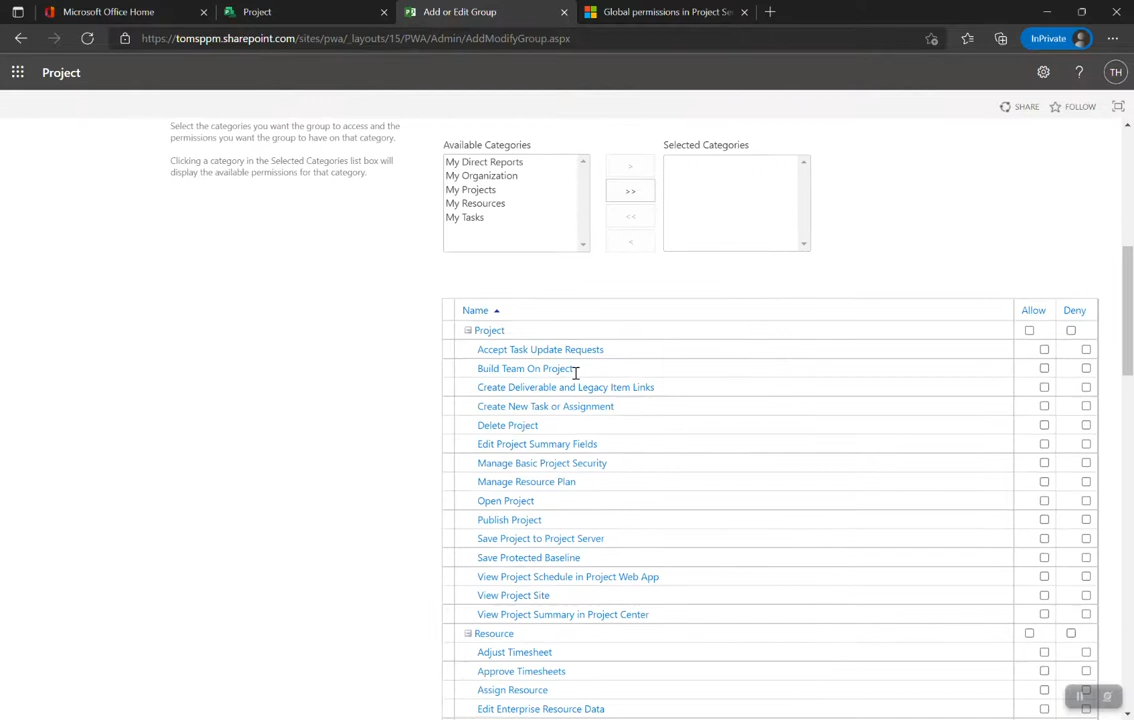 Microsoft Office Home
Project
Add or Edit Group
Global permissions in Project Se
https://tomsppm.sharepoint.com/sites/pwa/_layouts/15/PWA/Admin/AddModifyGroup.aspx
InPrivate
Project
?
TH
SHARE
FOLLOW
Select the categories you want the group to access and the
permissions you want the group to have on that category.
Clicking a category in the Selected Categories list box will
display the available permissions for that category.
Available Categories
Selected Categories
My Direct Reports
My Organization
My Projects
My Resources
My Tasks
>
>>
<<
<
Name
Allow
Deny
Project
Accept Task Update Requests
Build Team On Project
Create Deliverable and Legacy Item Links
Create New Task or Assignment
Delete Project
Edit Project Summary Fields
Manage Basic Project Security
Manage Resource Plan
Open Project
Publish Project
Save Project to Project Server
Save Protected Baseline
View Project Schedule in Project Web App
View Project Site
View Project Summary in Project Center
Resource
Adjust Timesheet
Approve Timesheets
Assign Resource
Edit Enterprise Resource Data